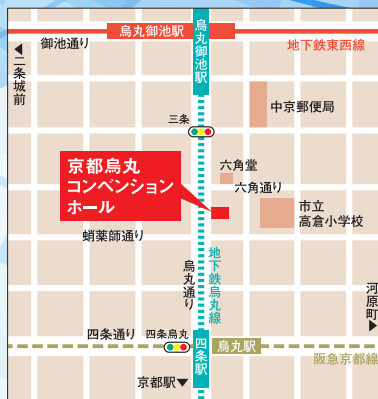 烏丸御池駅
烏丸御池駅
御池通り
地下鉄東西線
◀二条城前
中京郵便局
三条
京都烏丸
コンベンション
ホール
六角堂
六角通り
市立
高倉小学校
蛸薬師通り
烏丸通り
地下鉄烏丸線
河原町▶
四条通り
四条烏丸
四条駅
烏丸駅
阪急京都線
京都駅▼